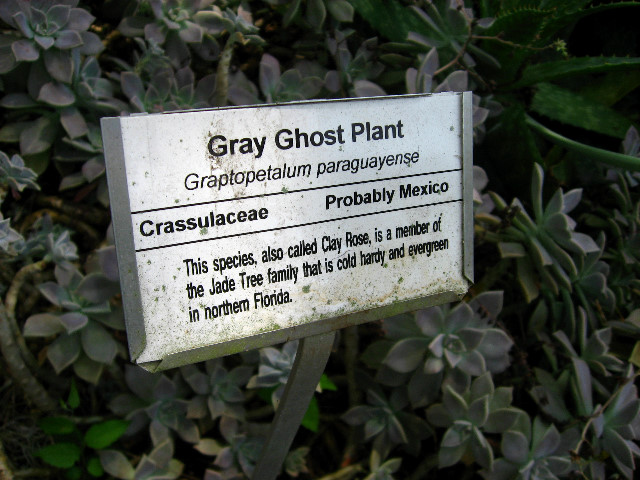 Gray Ghost Plant
Graptopetalum paraguayense
Crassulaceae Probably Mexico
This species, also called Clay Rose, is a member of
the Jade Tree family that is cold hardy and evergreen
in northern Florida.